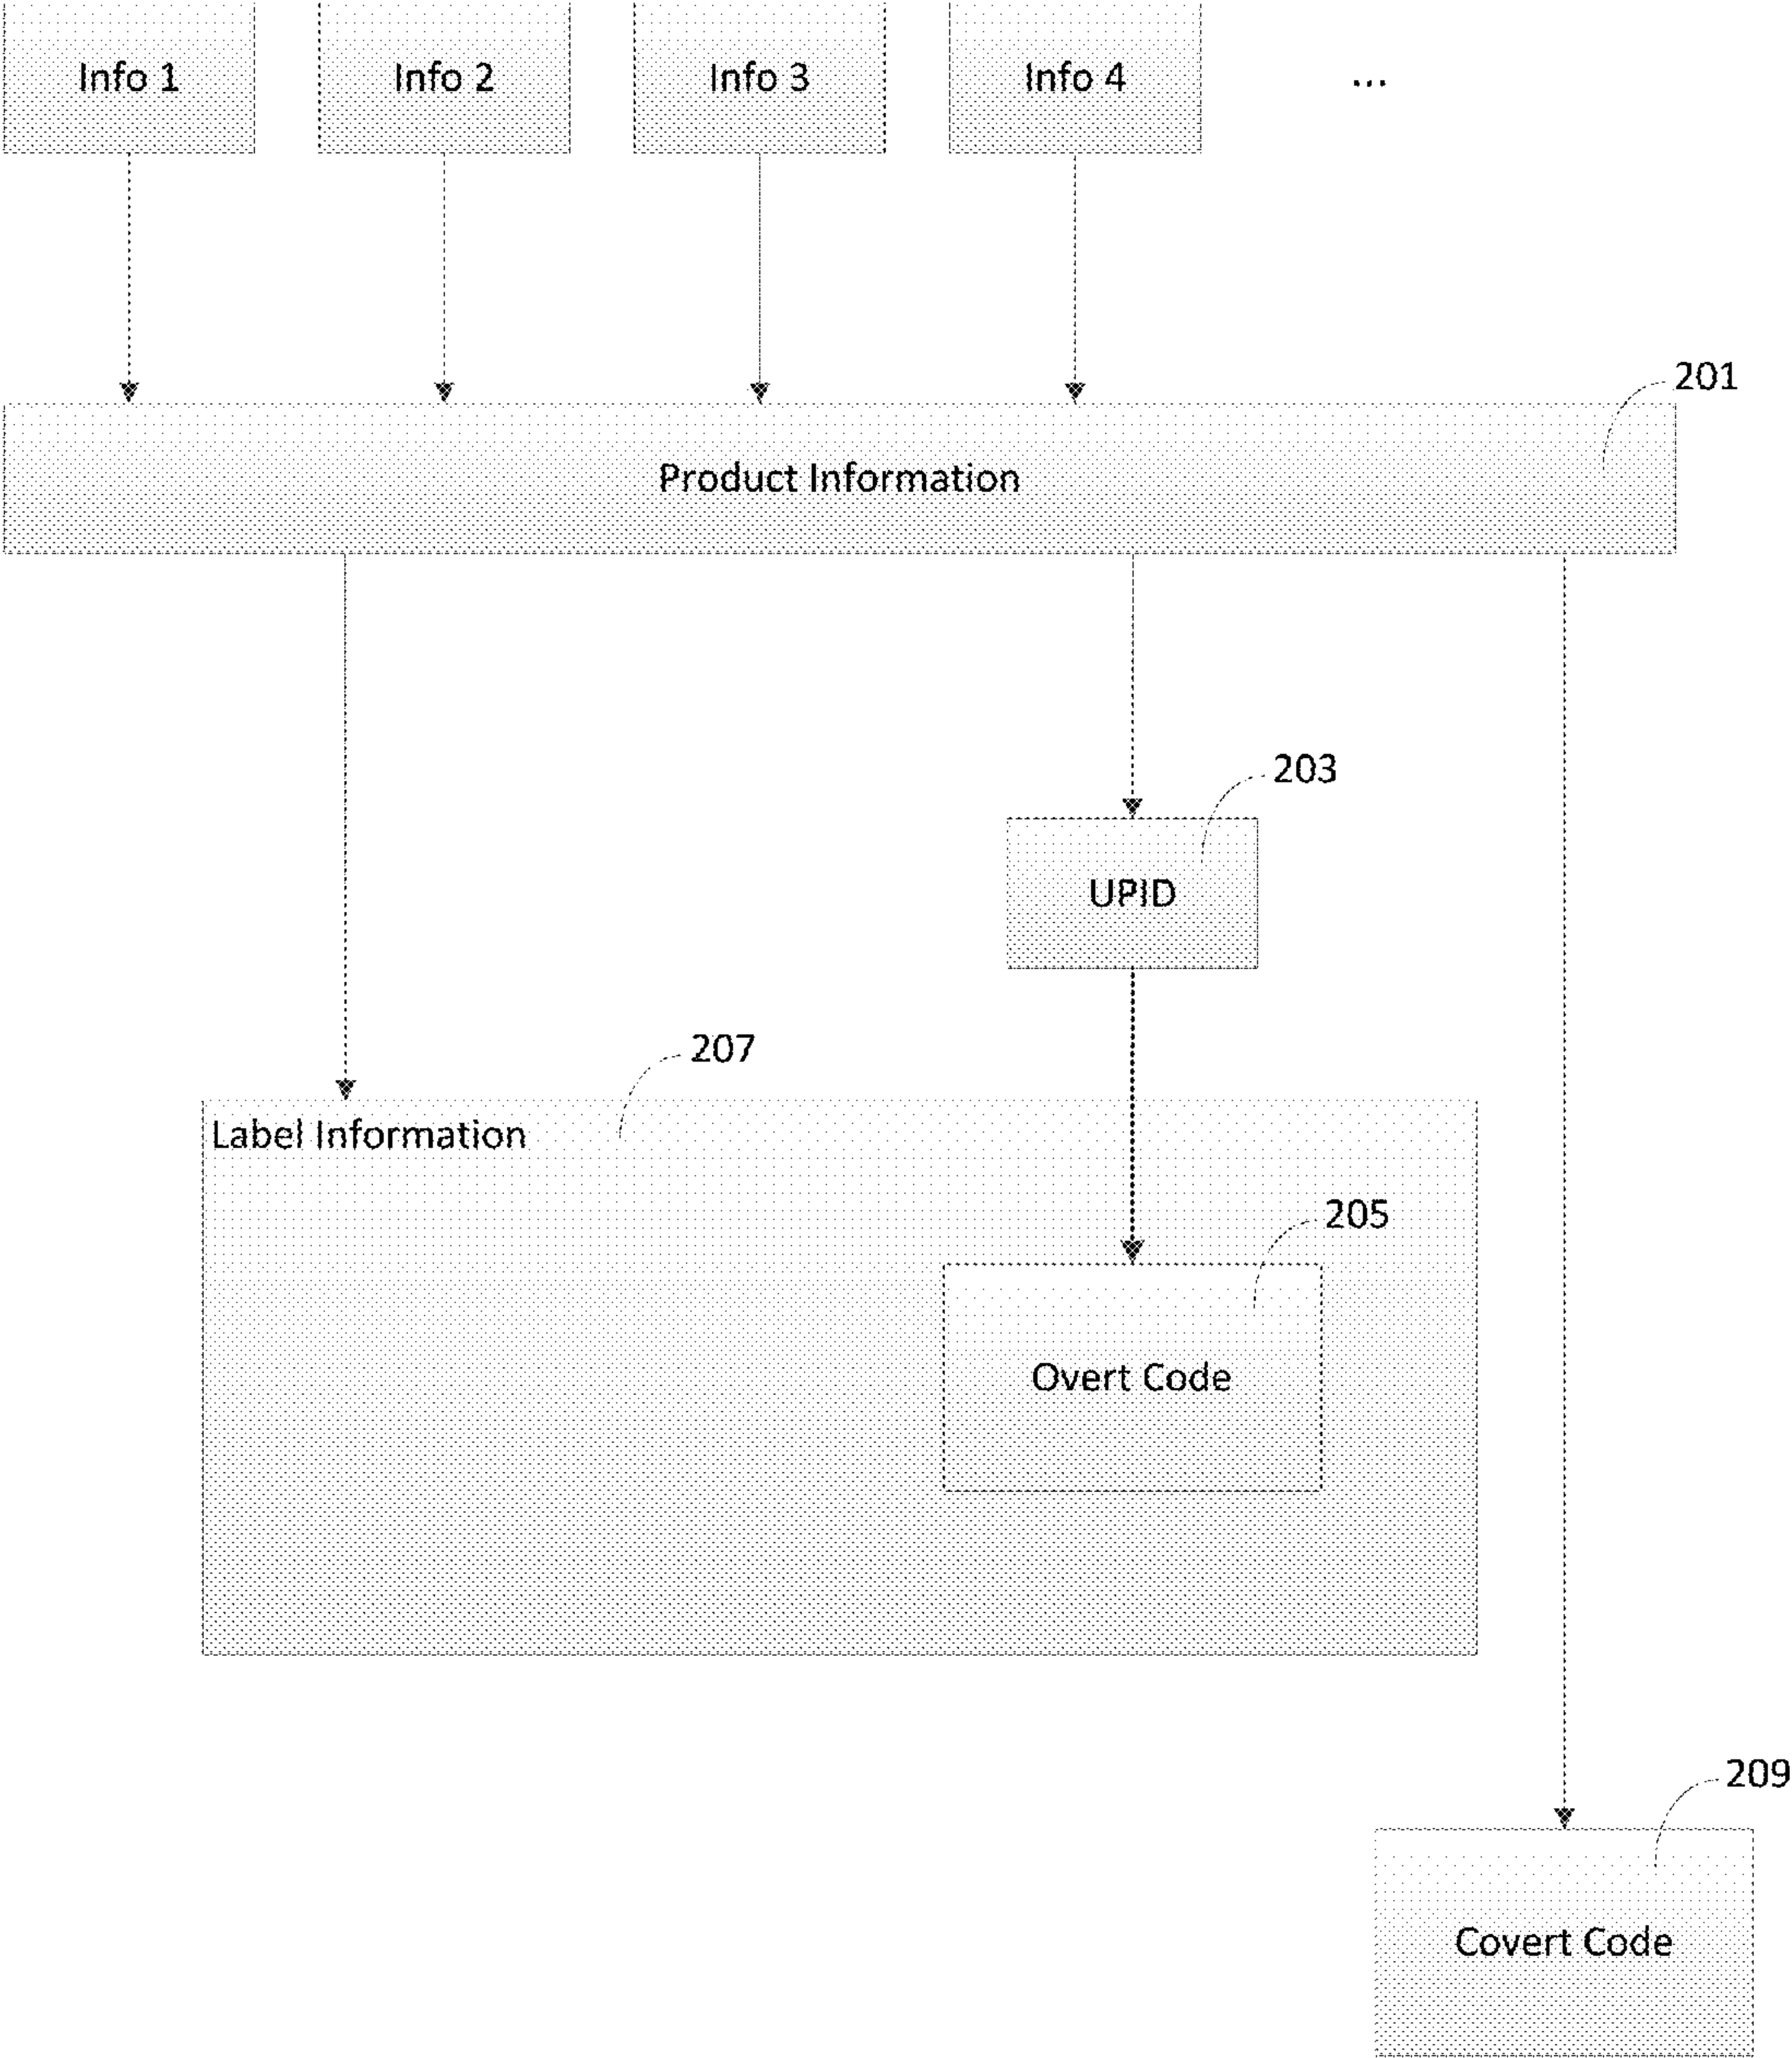 Info 1
Info 2
Info 3
Info 4
...
201
Product Information
203
UPID
207
Label Information
205
Overt Code
209
Covert Code